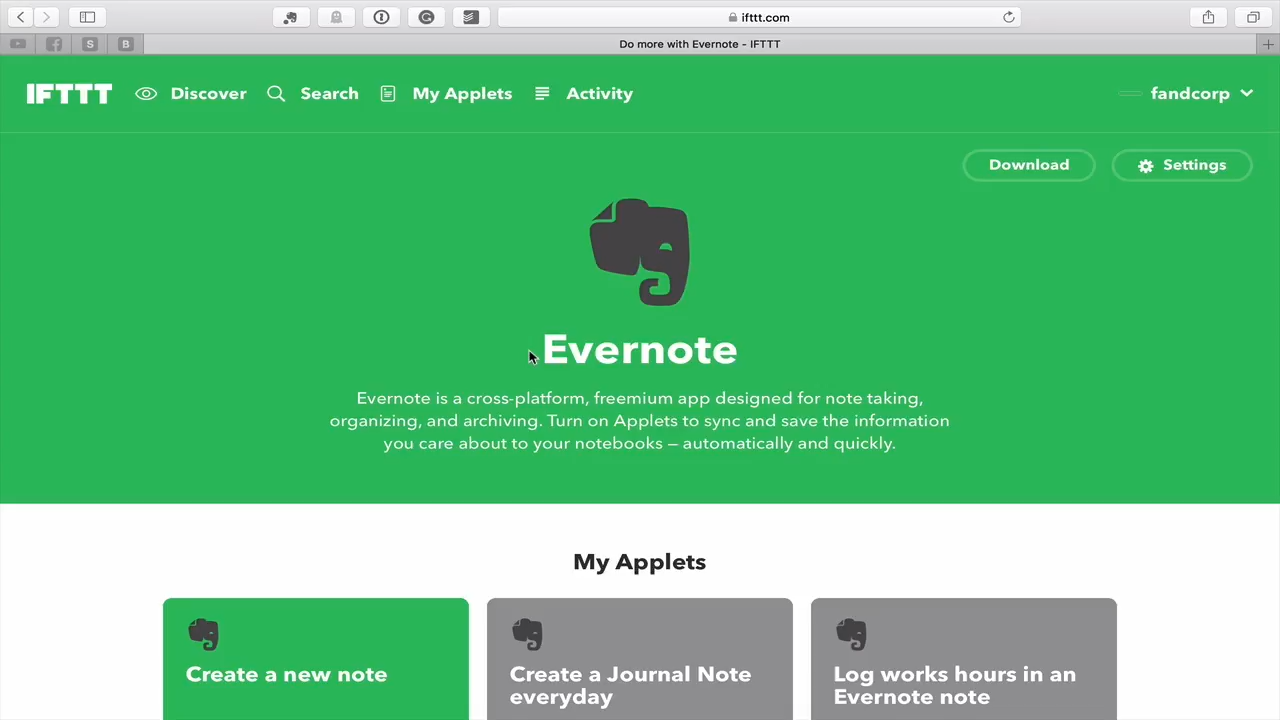 ifttt.com
S
B
Do more with Evernote - IFTTT
IFTTT
Discover
Search
My Applets
Activity
fandcorp
Download
Settings
Evernote
Evernote is a cross-platform, freemium app designed for note taking,
organizing, and archiving. Turn on Applets to sync and save the information
you care about to your notebooks — automatically and quickly.
My Applets
Create a new note
Create a Journal Note
everyday
Log works hours in an
Evernote note